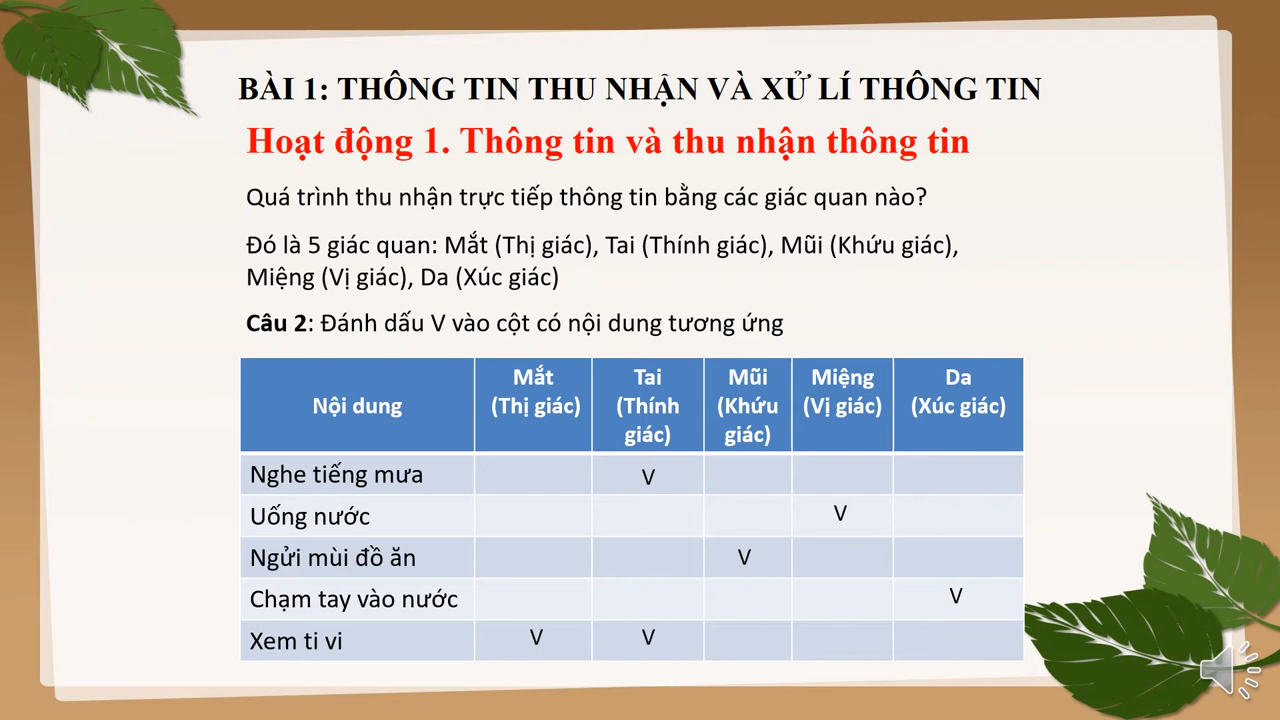 BÀI 1: THÔNG TIN THU NHẬN VÀ XỬ LÍ THÔNG TIN
Hoạt động 1. Thông tin và thu nhận thông tin
Quá trình thu nhận trực tiếp thông tin bằng các giác quan nào?
Đó là 5 giác quan: Mắt (Thị giác), Tai (Thính giác), Mũi (Khứu giác),
Miệng (Vị giác), Da (Xúc giác)
Câu 2: Đánh dấu V vào cột có nội dung tương ứng
Nội dung
Mắt
(Thị giác)
Tai
(Thính
giác)
Mũi
(Khứu
giác)
Miệng
(Vị giác)
Da
(Xúc giác)
Nghe tiếng mưa V
Uống nước V
Ngửi mùi đồ ăn V
Chạm tay vào nước V
Xem ti vi V V